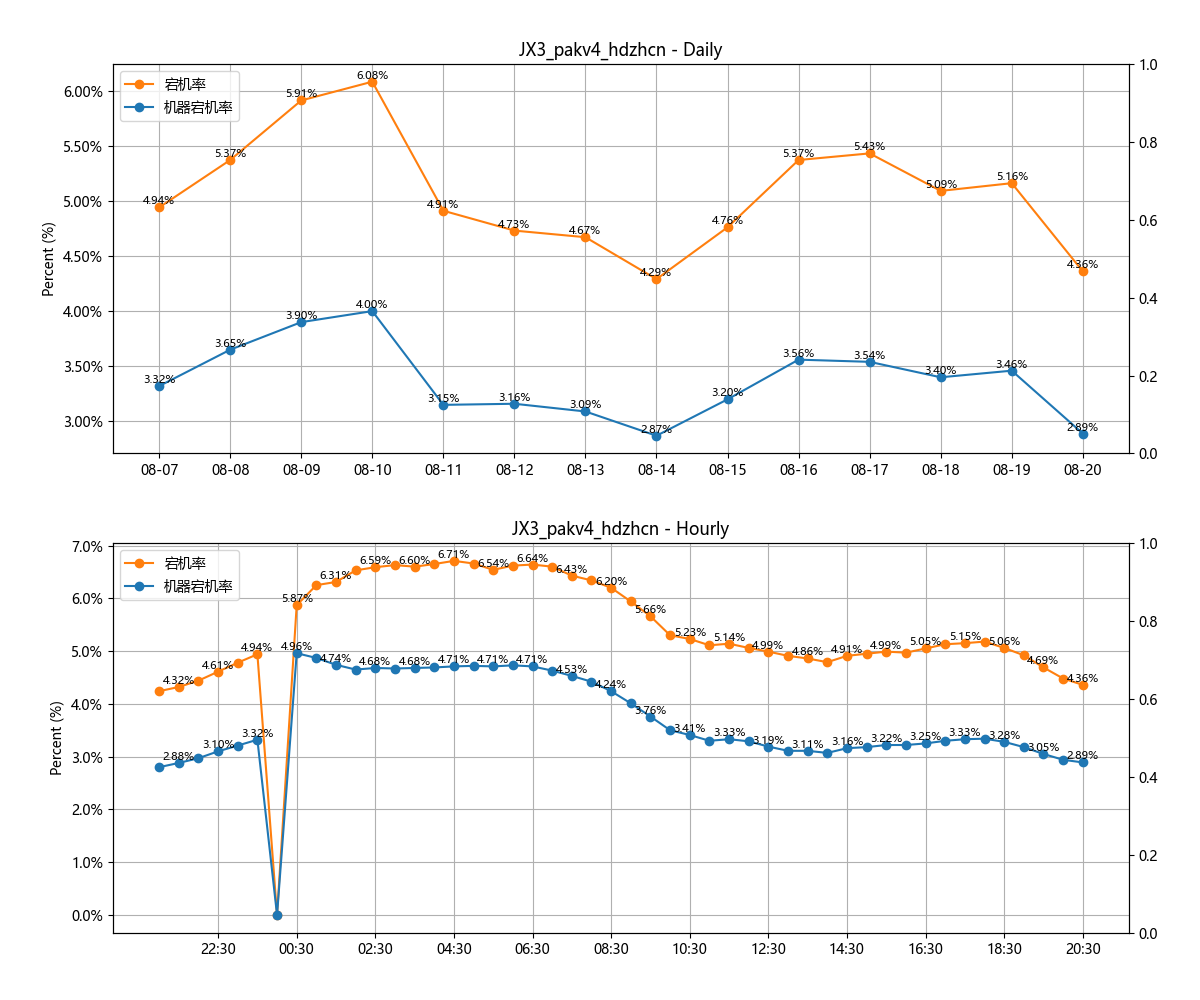 JX3_pakv4_hdzhcn - Daily
宕机率
机器宕机率
Percent (%)
6.00%
5.50%
5.00%
4.50%
4.00%
3.50%
3.00%
1.0
0.8
0.6
0.4
0.2
0.0
4.94% 5.37% 5.91% 6.08% 4.91% 4.73% 4.67% 4.29% 4.76% 5.37% 5.43% 5.09% 5.16% 4.36%
3.32% 3.65% 3.90% 4.00% 3.15% 3.16% 3.09% 2.87% 3.20% 3.56% 3.54% 3.40% 3.46% 2.89%
08-07 08-08 08-09 08-10 08-11 08-12 08-13 08-14 08-15 08-16 08-17 08-18 08-19 08-20
JX3_pakv4_hdzhcn - Hourly
宕机率
机器宕机率
Percent (%)
7.0%
6.0%
5.0%
4.0%
3.0%
2.0%
1.0%
0.0%
1.0
0.8
0.6
0.4
0.2
0.0
4.32% 4.61% 4.94% 5.87% 6.31% 6.59% 6.60% 6.71% 6.54% 6.64% 6.43% 6.20% 5.66% 5.23% 5.14% 4.99% 4.86% 4.91% 4.99% 5.05% 5.15% 5.06% 4.69% 4.36%
2.88% 3.10% 3.32% 4.96% 4.74% 4.68% 4.68% 4.71% 4.71% 4.71% 4.53% 4.24% 3.76% 3.41% 3.33% 3.19% 3.11% 3.16% 3.22% 3.25% 3.33% 3.28% 3.05% 2.89%
22:30 00:30 02:30 04:30 06:30 08:30 10:30 12:30 14:30 16:30 18:30 20:30